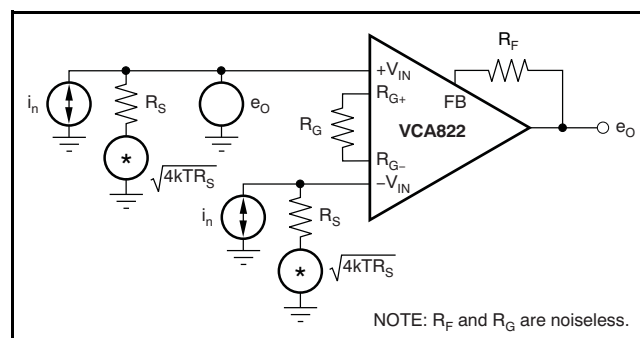 R_F
+V_IN
i_n
R_S
e_O
R_G+
FB
R_G
VCA822
e_O
R_G−
*
√4kTR_S
−V_IN
i_n
R_S
*
√4kTR_S
NOTE: R_F and R_G are noiseless.